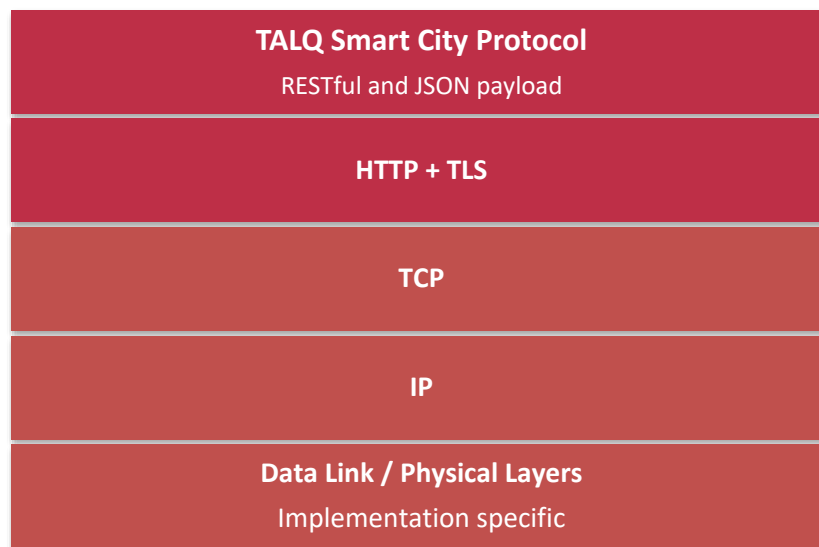 TALQ Smart City Protocol
RESTful and JSON payload
HTTP + TLS
TCP
IP
Data Link / Physical Layers
Implementation specific